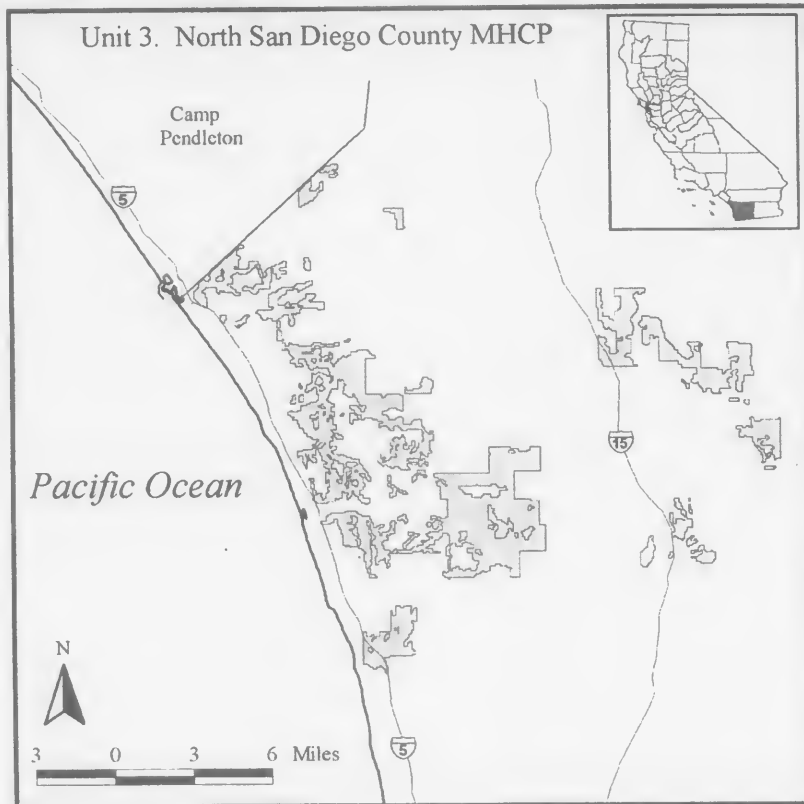 Unit 3. North San Diego County MHCP
Camp
Pendleton
5
15
Pacific Ocean
N
3 0 3 6 Miles
5